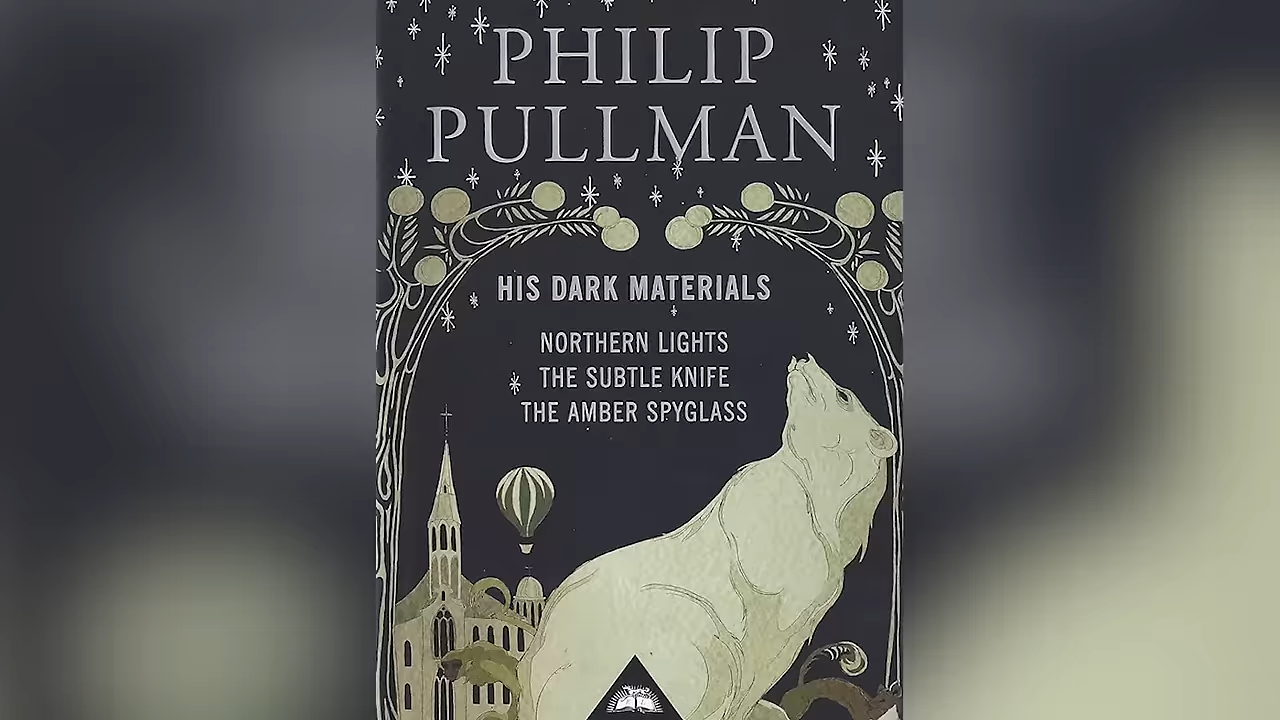 PHILIP
PULLMAN
HIS DARK MATERIALS
NORTHERN LIGHTS
THE SUBTLE KNIFE
THE AMBER SPYGLASS